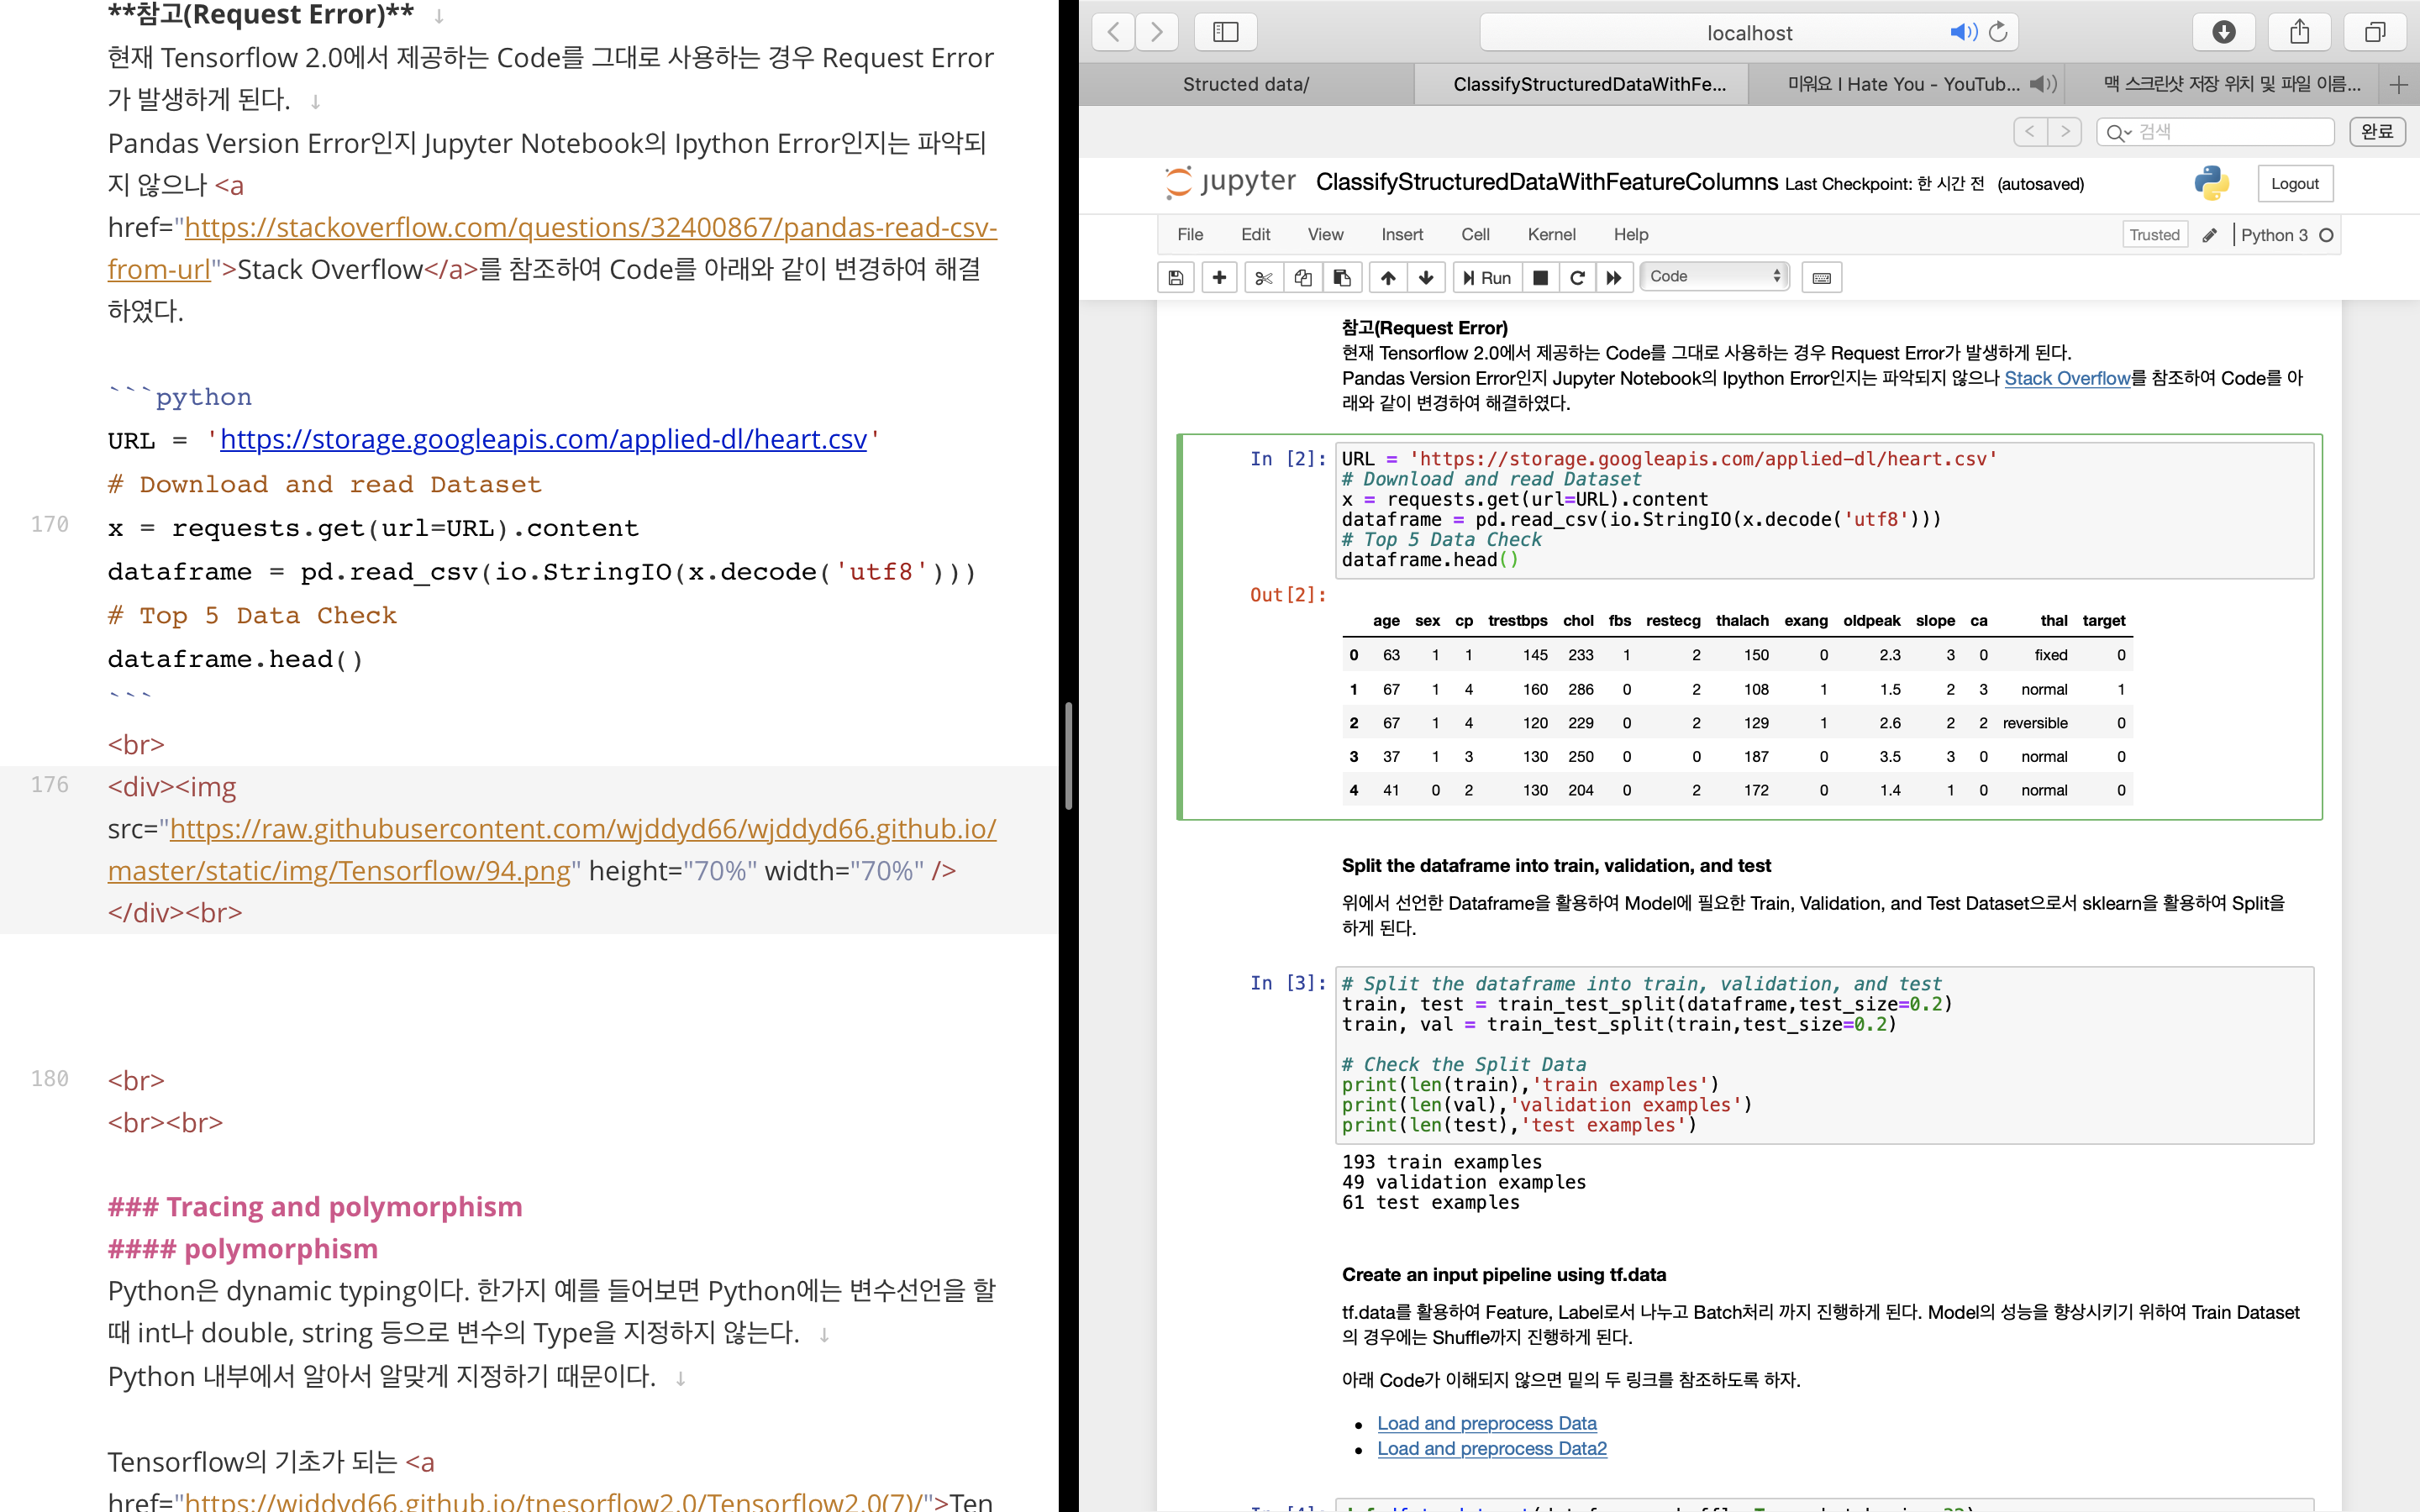 **참고(Request Error)** ↓
현재 Tensorflow 2.0에서 제공하는 Code를 그대로 사용하는 경우 Request Error
가 발생하게 된다. ↓
Pandas Version Error인지 Jupyter Notebook의 Ipython Error인지는 파악되
지 않으나 <a
href="https://stackoverflow.com/questions/32400867/pandas-read-csv-
from-url">Stack Overflow</a>를 참조하여 Code를 아래와 같이 변경하여 해결
하였다.
```python
URL = 'https://storage.googleapis.com/applied-dl/heart.csv'
# Download and read Dataset
170 x = requests.get(url=URL).content
dataframe = pd.read_csv(io.StringIO(x.decode('utf8')))
# Top 5 Data Check
dataframe.head()
```
<br>
176 <div><img
src="https://raw.githubusercontent.com/wjddyd66/wjddyd66.github.io/
master/static/img/Tensorflow/94.png" height="70%" width="70%" />
</div><br>
180 <br>
<br><br>
### Tracing and polymorphism
#### polymorphism
Python은 dynamic typing이다. 한가지 예를 들어보면 Python에는 변수선언을 할
때 int나 double, string 등으로 변수의 Type을 지정하지 않는다. ↓
Python 내부에서 알아서 알맞게 지정하기 때문이다. ↓
Tensorflow의 기초가 되는 <a
href="https://wjddyd66.github.io/tnesorflow2.0/Tensorflow2.0(7)/">Ten
localhost
Structed data/
ClassifyStructuredDataWithFe...
미워요 I Hate You - YouTub...
맥 스크린샷 저장 위치 및 파일 이름...
검색
완료
jupyter ClassifyStructuredDataWithFeatureColumns Last Checkpoint: 한 시간 전 (autosaved)
Logout
File Edit View Insert Cell Kernel Help
Trusted
Python 3
Run
Code
참고(Request Error)
현재 Tensorflow 2.0에서 제공하는 Code를 그대로 사용하는 경우 Request Error가 발생하게 된다.
Pandas Version Error인지 Jupyter Notebook의 Ipython Error인지는 파악되지 않으나 Stack Overflow를 참조하여 Code를 아
래와 같이 변경하여 해결하였다.
In [2]: URL = 'https://storage.googleapis.com/applied-dl/heart.csv'
# Download and read Dataset
x = requests.get(url=URL).content
dataframe = pd.read_csv(io.StringIO(x.decode('utf8')))
# Top 5 Data Check
dataframe.head()
Out[2]:
age sex cp trestbps chol fbs restecg thalach exang oldpeak slope ca thal target
0 63 1 1 145 233 1 2 150 0 2.3 3 0 fixed 0
1 67 1 4 160 286 0 2 108 1 1.5 2 3 normal 1
2 67 1 4 120 229 0 2 129 1 2.6 2 2 reversible 0
3 37 1 3 130 250 0 0 187 0 3.5 3 0 normal 0
4 41 0 2 130 204 0 2 172 0 1.4 1 0 normal 0
Split the dataframe into train, validation, and test
위에서 선언한 Dataframe을 활용하여 Model에 필요한 Train, Validation, and Test Dataset으로서 sklearn을 활용하여 Split을
하게 된다.
In [3]: # Split the dataframe into train, validation, and test
train, test = train_test_split(dataframe,test_size=0.2)
train, val = train_test_split(train,test_size=0.2)
# Check the Split Data
print(len(train),'train examples')
print(len(val),'validation examples')
print(len(test),'test examples')
193 train examples
49 validation examples
61 test examples
Create an input pipeline using tf.data
tf.data를 활용하여 Feature, Label로서 나누고 Batch처리 까지 진행하게 된다. Model의 성능을 향상시키기 위하여 Train Dataset
의 경우에는 Shuffle까지 진행하게 된다.
아래 Code가 이해되지 않으면 밑의 두 링크를 참조하도록 하자.
• Load and preprocess Data
• Load and preprocess Data2